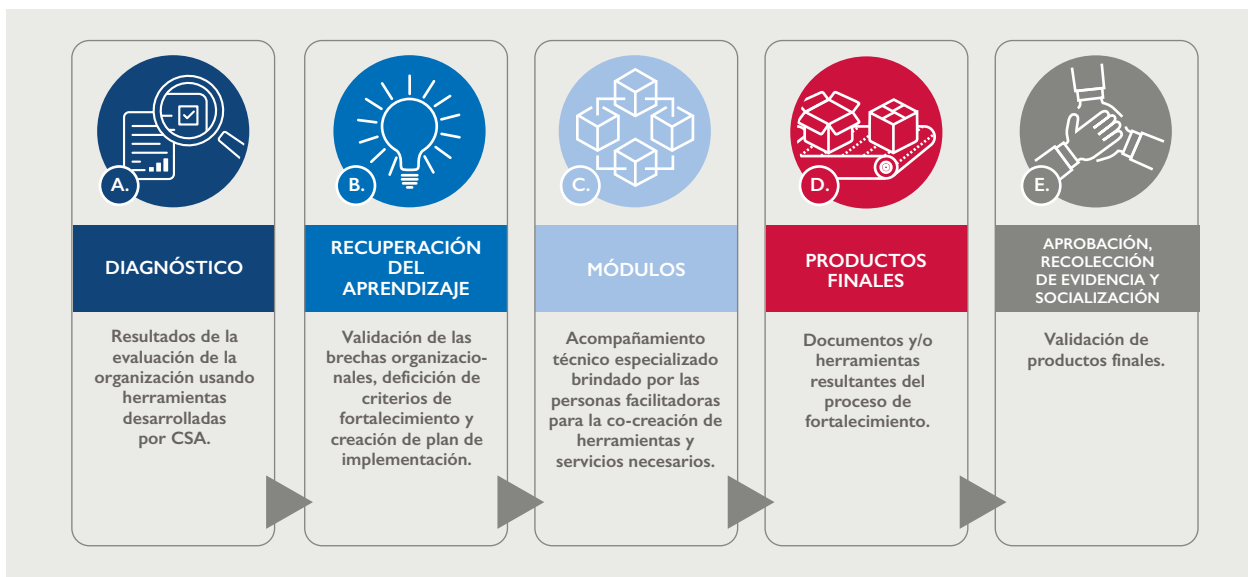 A.
DIAGNÓSTICO
Resultados de la
evaluación de la
organización usando
herramientas
desarrolladas
por CSA.
B.
RECUPERACIÓN
DEL
APRENDIZAJE
Validación de las
brechas organizacio-
nales, deficición de
criterios de
fortalecimiento y
creación de plan de
implementación.
C.
MÓDULOS
Acompañamiento
técnico especializado
brindado por las
personas facilitadoras
para la co-creación de
herramientas y
servicios necesarios.
D.
PRODUCTOS
FINALES
Documentos y/o
herramientas
resultantes del
proceso de
fortalecimiento.
E.
APROBACIÓN,
RECOLECCIÓN
DE EVIDENCIA Y
SOCIALIZACIÓN
Validación de
productos finales.